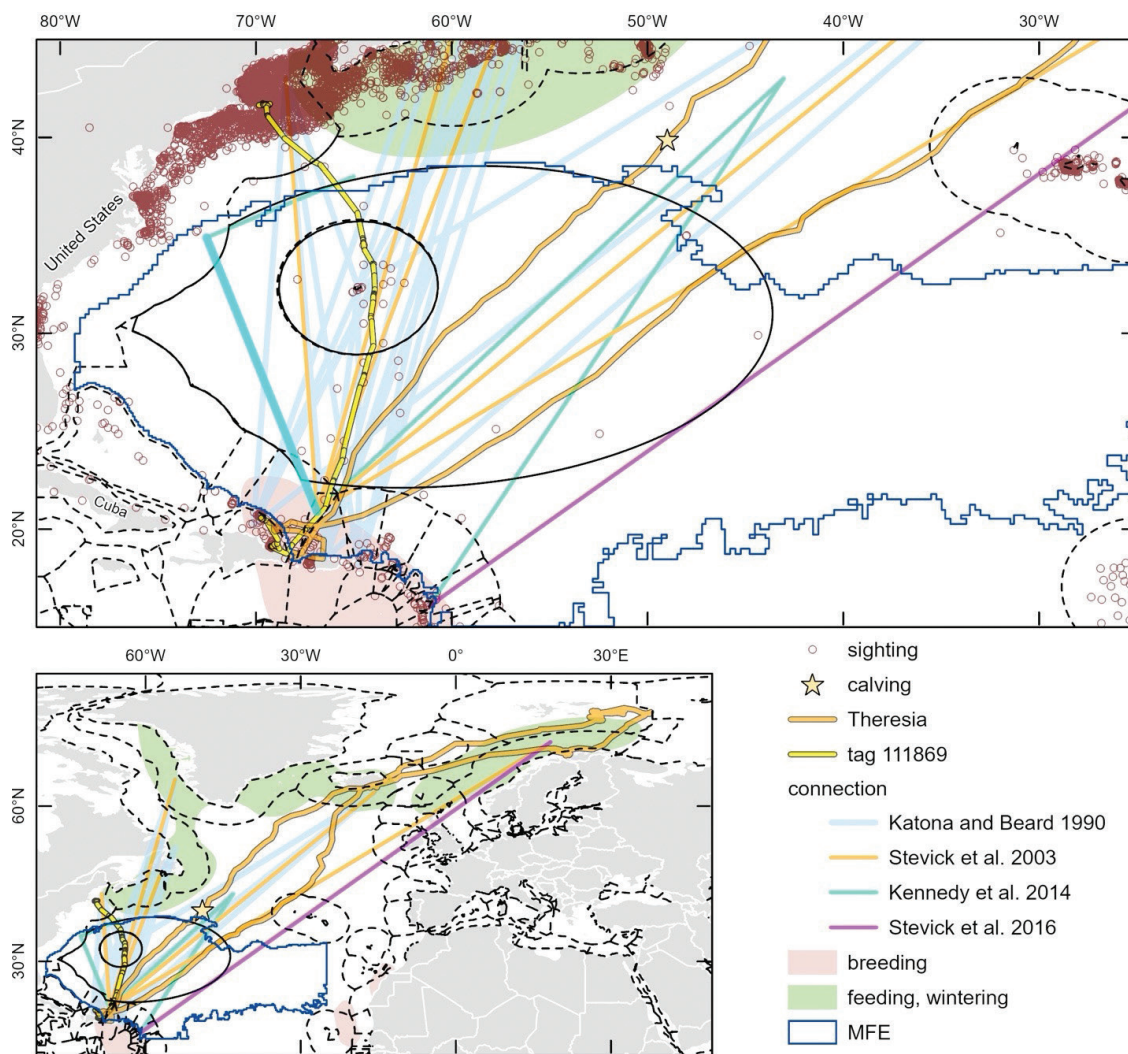 80°W 70°W 60°W 50°W 40°W 30°W
40°N
United States
30°N
20°N
Cuba
60°W 30°W 0° 30°E
60°N
30°N
sighting
calving
Theresia
tag 111869
connection
Katona and Beard 1990
Stevick et al. 2003
Kennedy et al. 2014
Stevick et al. 2016
breeding
feeding, wintering
MFE